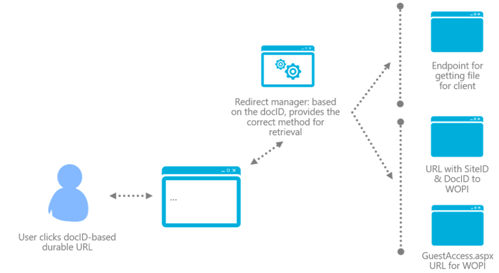 Redirect manager: based
on the docID, provides the
correct method for
retrieval
Endpoint for
getting file
for client
URL with SiteID
& DocID to
WOPI
...
User clicks docID-based
durable URL
GuestAccess.aspx
URL for WOPI